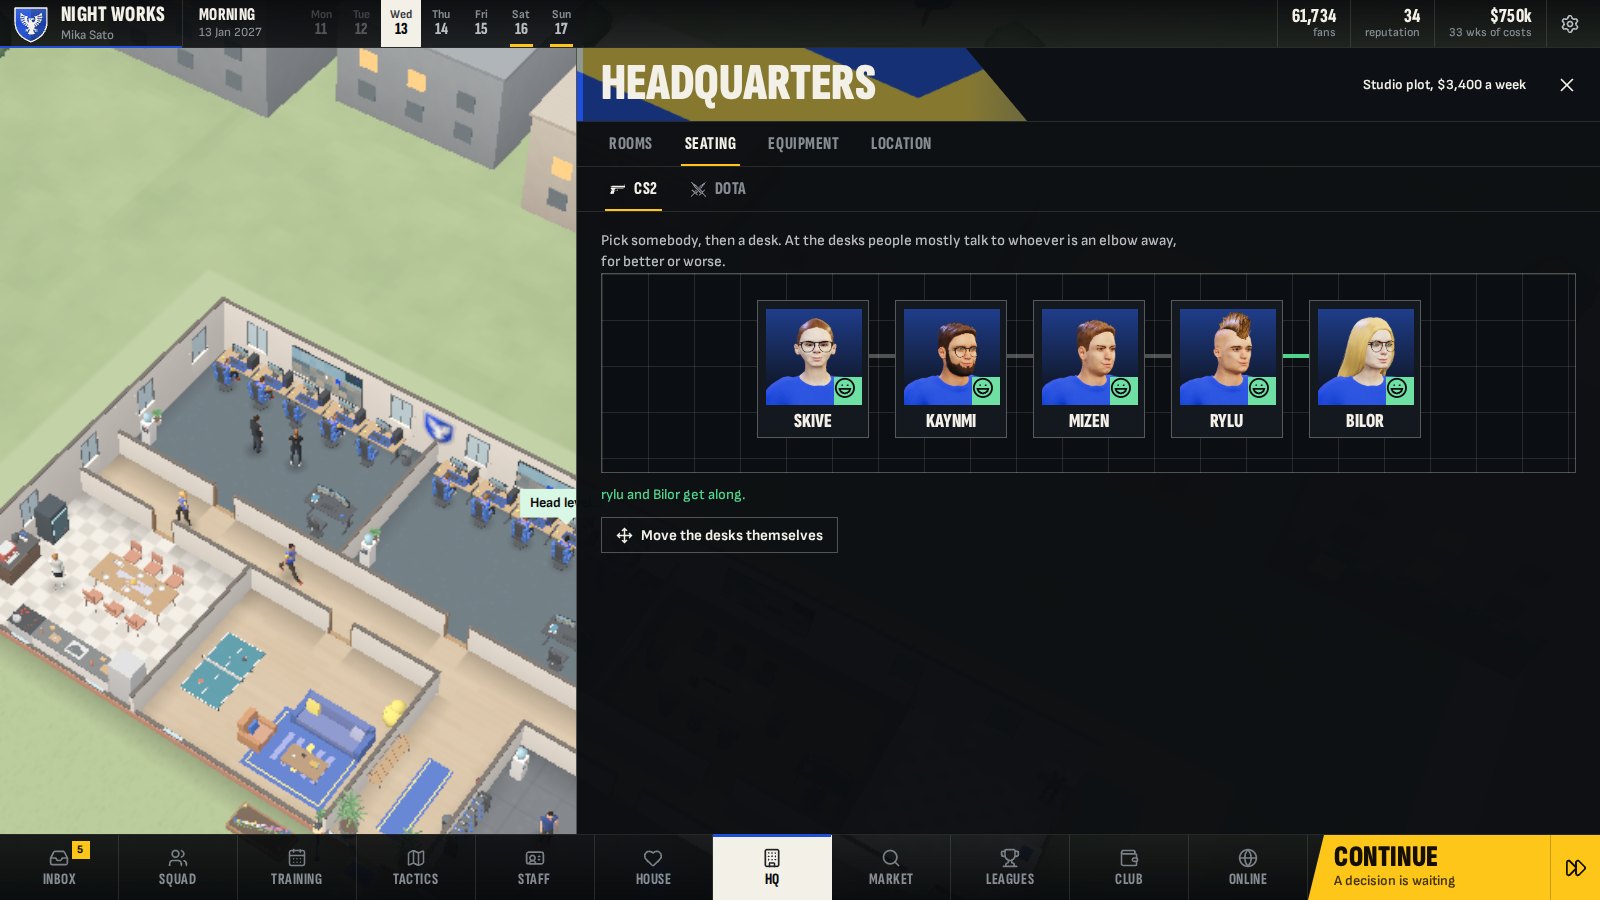 NIGHT WORKS
Mika Sato
MORNING
13 Jan 2027
Mon 11
Tue 12
Wed 13
Thu 14
Fri 15
Sat 16
Sun 17
61,734
fans
34
reputation
$750k
33 wks of costs
HEADQUARTERS
Studio plot, $3,400 a week
ROOMS
SEATING
EQUIPMENT
LOCATION
CS2
DOTA
Pick somebody, then a desk. At the desks people mostly talk to whoever is an elbow away,
for better or worse.
SKIVE
KAYNMI
MIZEN
RYLU
BILOR
rylu and Bilor get along.
Move the desks themselves
Head le
INBOX
5
SQUAD
TRAINING
TACTICS
STAFF
HOUSE
HQ
MARKET
LEAGUES
CLUB
ONLINE
CONTINUE
A decision is waiting